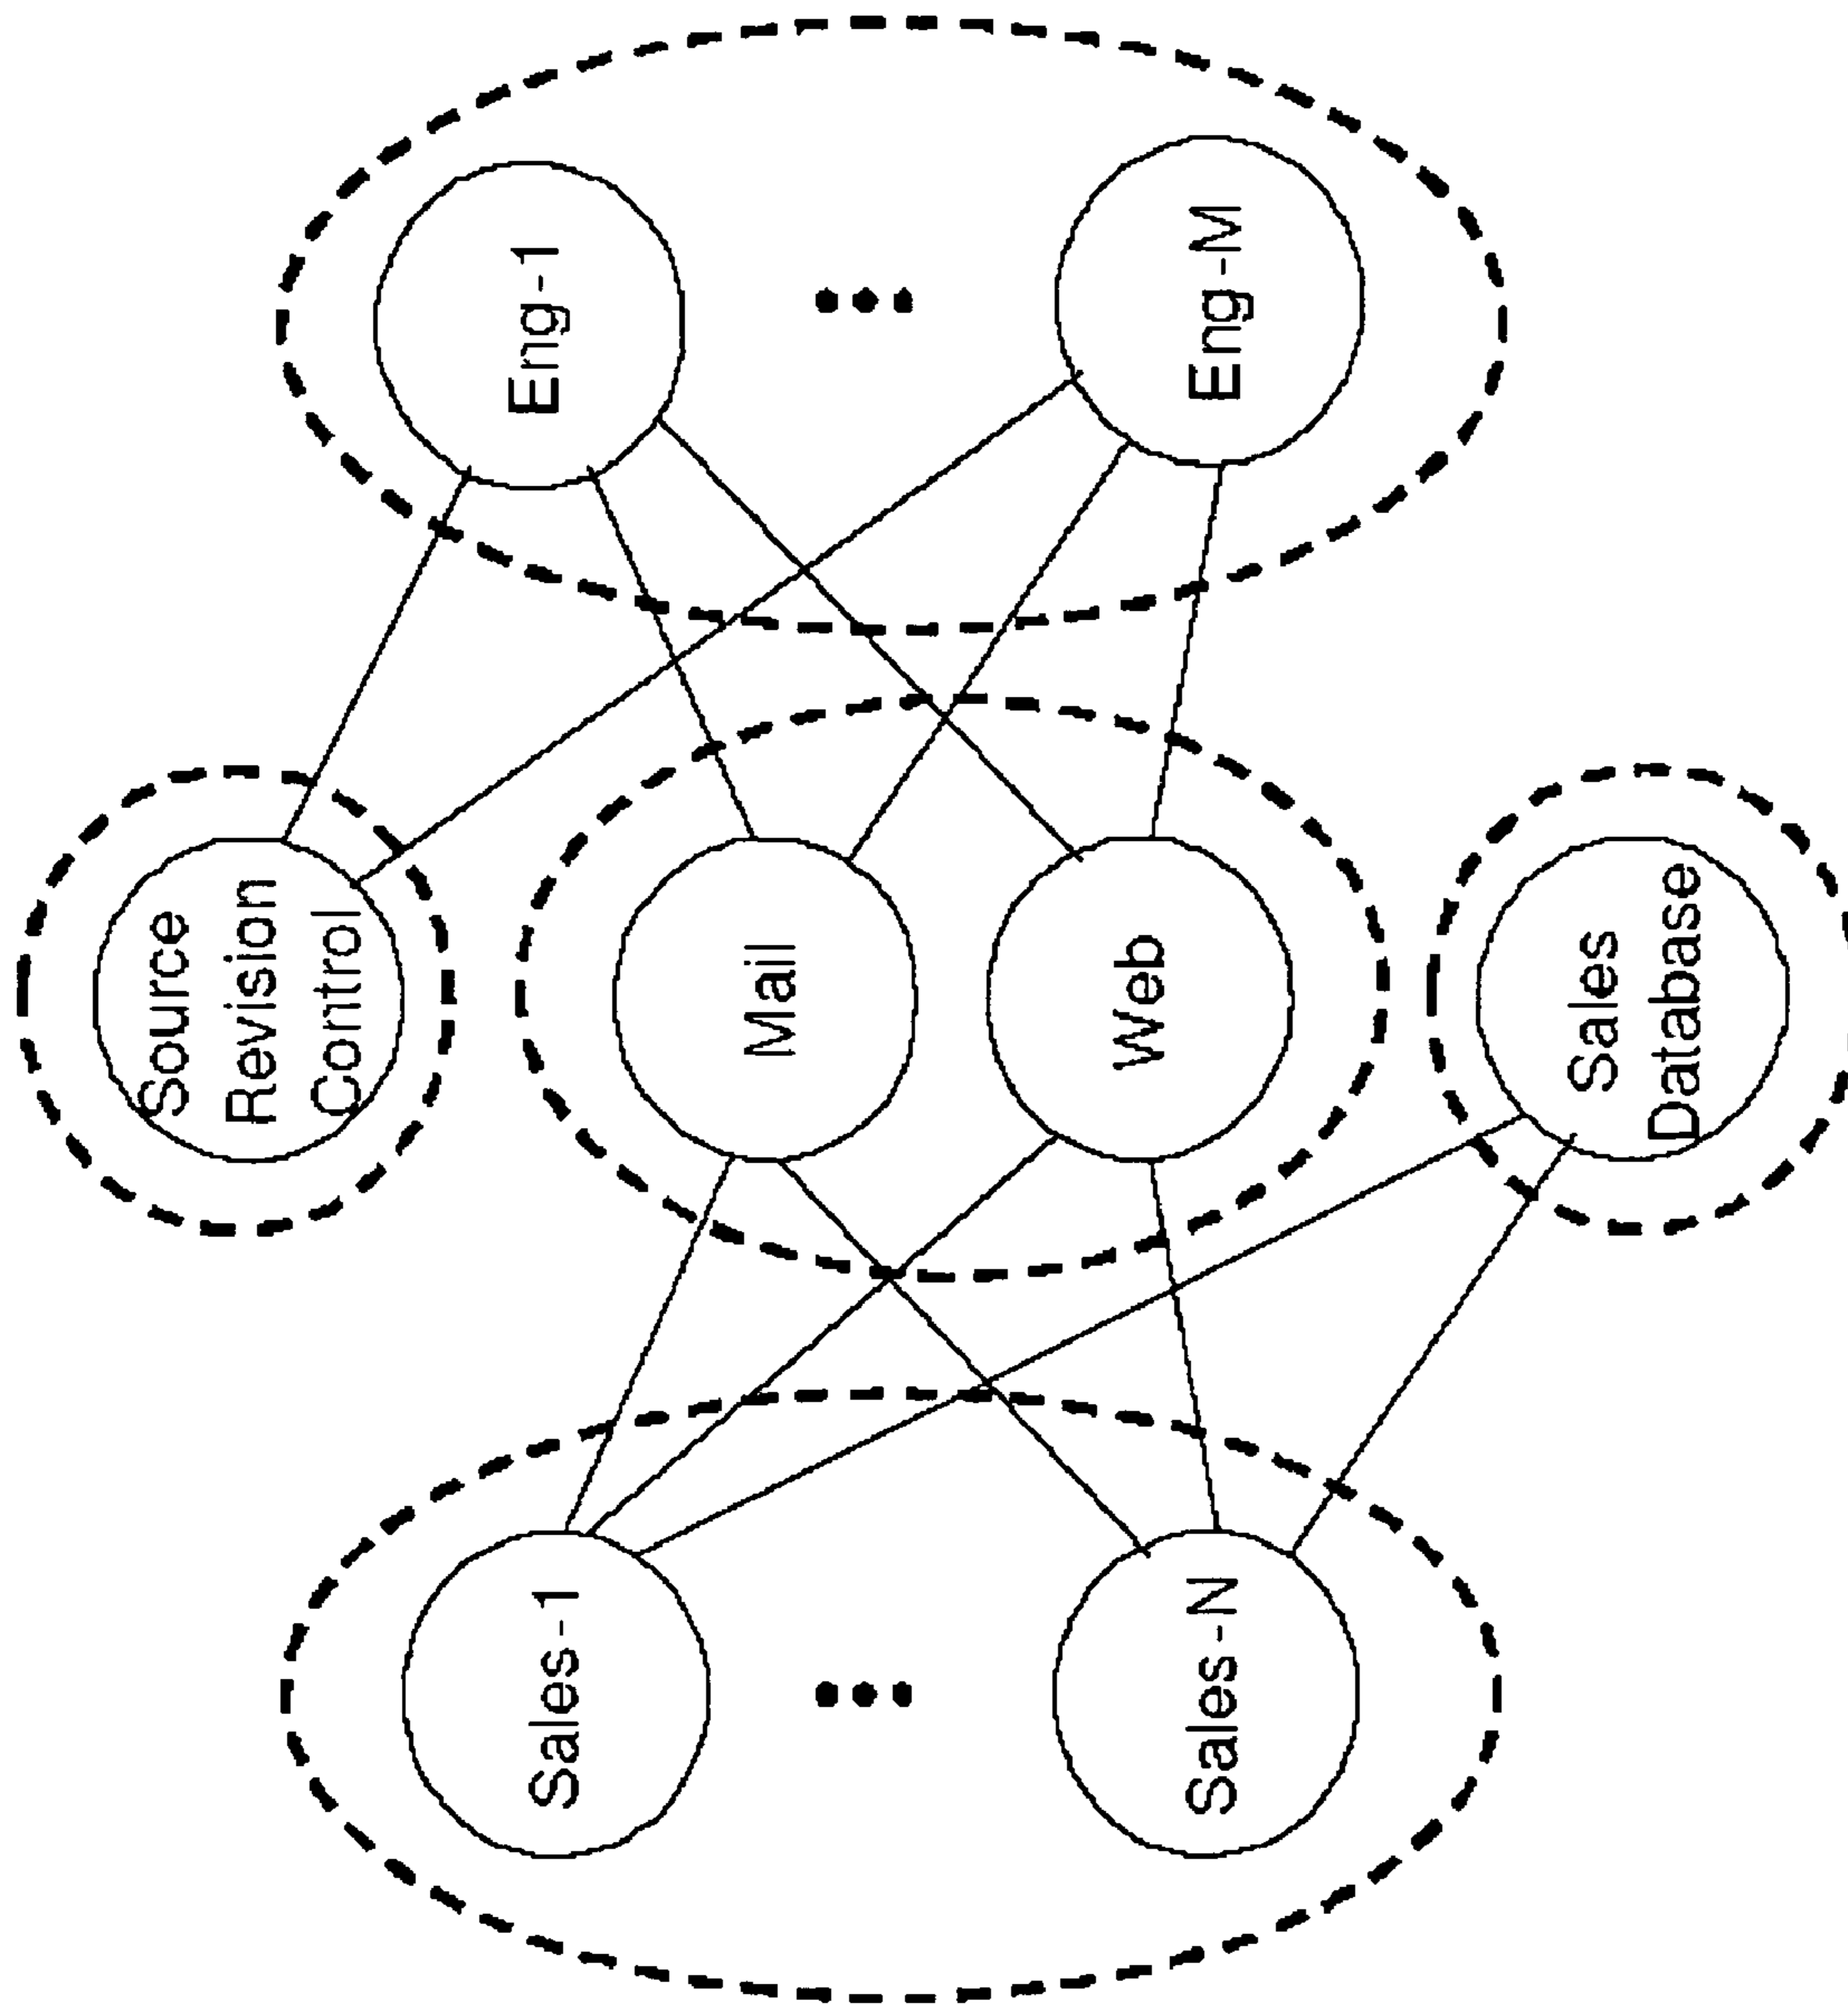 Sales-1
Sales-N
Source
Revision
Control
Mail
Web
Sales
Database
Eng-1
Eng-M